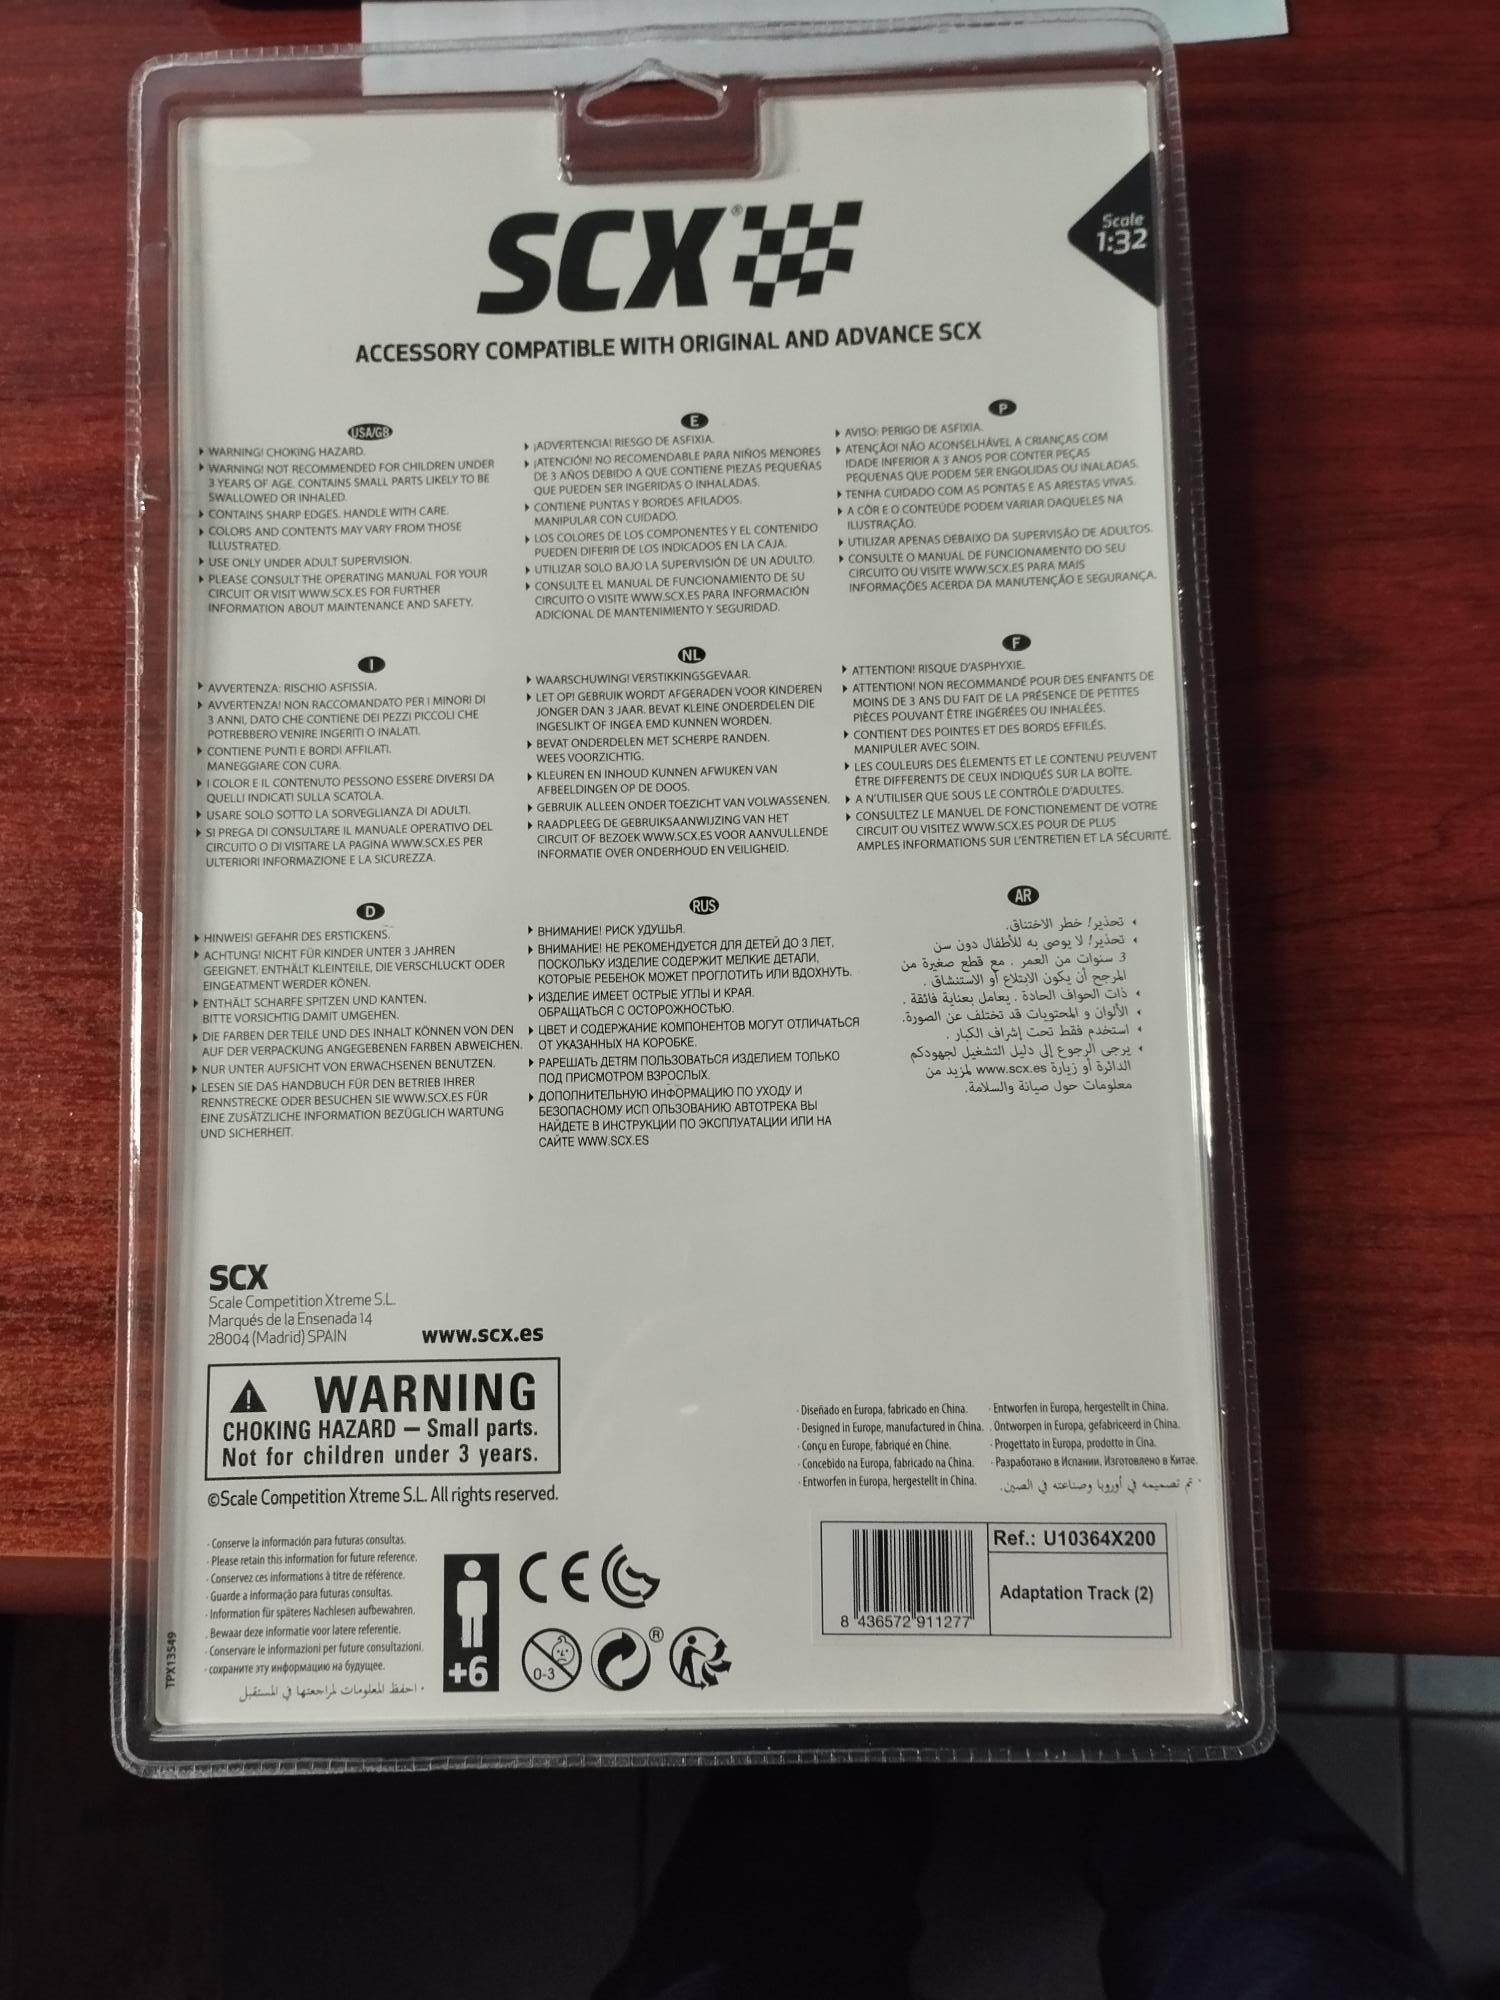 SCX®
Scale
1:32
ACCESSORY COMPATIBLE WITH ORIGINAL AND ADVANCE SCX
USA/GB
WARNING! CHOKING HAZARD.
WARNING! NOT RECOMMENDED FOR CHILDREN UNDER
3 YEARS OF AGE. CONTAINS SMALL PARTS LIKELY TO BE
SWALLOWED OR INHALED.
CONTAINS SHARP EDGES. HANDLE WITH CARE.
COLORS AND CONTENTS MAY VARY FROM THOSE
ILLUSTRATED.
USE ONLY UNDER ADULT SUPERVISION.
PLEASE CONSULT THE OPERATING MANUAL FOR YOUR
CIRCUIT OR VISIT WWW.SCX.ES FOR FURTHER
INFORMATION ABOUT MAINTENANCE AND SAFETY.
E
¡ADVERTENCIA! RIESGO DE ASFIXIA.
¡ATENCIÓN! NO RECOMENDABLE PARA NIÑOS MENORES
DE 3 AÑOS DEBIDO A QUE CONTIENE PIEZAS PEQUEÑAS
QUE PUEDEN SER INGERIDAS O INHALADAS.
CONTIENE PUNTAS Y BORDES AFILADOS.
MANIPULAR CON CUIDADO.
LOS COLORES DE LOS COMPONENTES Y EL CONTENIDO
PUEDEN DIFERIR DE LOS INDICADOS EN LA CAJA.
UTILIZAR SOLO BAJO LA SUPERVISIÓN DE UN ADULTO.
CONSULTE EL MANUAL DE FUNCIONAMIENTO DE SU
CIRCUITO O VISITE WWW.SCX.ES PARA INFORMACIÓN
ADICIONAL DE MANTENIMIENTO Y SEGURIDAD.
P
AVISO: PERIGO DE ASFIXIA.
ATENÇÃO! NÃO ACONSELHÁVEL A CRIANÇAS COM
IDADE INFERIOR A 3 ANOS POR CONTER PEÇAS
PEQUENAS QUE PODEM SER ENGOLIDAS OU INALADAS.
TENHA CUIDADO COM AS PONTAS E AS ARESTAS VIVAS.
A CÔR E O CONTEÚDE PODEM VARIAR DAQUELES NA
ILUSTRAÇÃO.
UTILIZAR APENAS DEBAIXO DA SUPERVISÃO DE ADULTOS.
CONSULTE O MANUAL DE FUNCIONAMENTO DO SEU
CIRCUITO OU VISITE WWW.SCX.ES PARA MAIS
INFORMAÇÕES ACERDA DA MANUTENÇÃO E SEGURANÇA.
I
AVVERTENZA: RISCHIO ASFISSIA.
AVVERTENZA! NON RACCOMANDATO PER I MINORI DI
3 ANNI, DATO CHE CONTIENE DEI PEZZI PICCOLI CHE
POTREBBERO VENIRE INGERITI O INALATI.
CONTIENE PUNTI E BORDI AFFILATI.
MANEGGIARE CON CURA.
I COLOR E IL CONTENUTO PESSONO ESSERE DIVERSI DA
QUELLI INDICATI SULLA SCATOLA.
USARE SOLO SOTTO LA SORVEGLIANZA DI ADULTI.
SI PREGA DI CONSULTARE IL MANUALE OPERATIVO DEL
CIRCUITO O DI VISITARE LA PAGINA WWW.SCX.ES PER
ULTERIORI INFORMAZIONE E LA SICUREZZA.
NL
WAARSCHUWING! VERSTIKKINGSGEVAAR.
LET OP! GEBRUIK WORDT AFGERADEN VOOR KINDEREN
JONGER DAN 3 JAAR. BEVAT KLEINE ONDERDELEN DIE
INGESLIKT OF INGEA EMD KUNNEN WORDEN.
BEVAT ONDERDELEN MET SCHERPE RANDEN.
WEES VOORZICHTIG.
KLEUREN EN INHOUD KUNNEN AFWIJKEN VAN
AFBEELDINGEN OP DE DOOS.
GEBRUIK ALLEEN ONDER TOEZICHT VAN VOLWASSENEN.
RAADPLEEG DE GEBRUIKSAANWIJZING VAN HET
CIRCUIT OF BEZOEK WWW.SCX.ES VOOR AANVULLENDE
INFORMATIE OVER ONDERHOUD EN VEILIGHEID.
F
ATTENTION! RISQUE D'ASPHYXIE.
ATTENTION! NON RECOMMANDÉ POUR DES ENFANTS DE
MOINS DE 3 ANS DU FAIT DE LA PRÉSENCE DE PETITES
PIÈCES POUVANT ÊTRE INGÉRÉES OU INHALÉES.
CONTIENT DES POINTES ET DES BORDS EFFILÉS.
MANIPULER AVEC SOIN.
LES COULEURS DES ÉLEMENTS ET LE CONTENU PEUVENT
ÊTRE DIFFERENTS DE CEUX INDIQUÉS SUR LA BOÎTE.
A N'UTILISER QUE SOUS LE CONTRÔLE D'ADULTES.
CONSULTEZ LE MANUEL DE FONCTIONEMENT DE VOTRE
CIRCUIT OU VISITEZ WWW.SCX.ES POUR DE PLUS
AMPLES INFORMATIONS SUR L'ENTRETIEN ET LA SÉCURITÉ.
D
HINWEIS! GEFAHR DES ERSTICKENS.
ACHTUNG! NICHT FÜR KINDER UNTER 3 JAHREN
GEEIGNET. ENTHÄLT KLEINTEILE, DIE VERSCHLUCKT ODER
EINGEATMENT WERDER KÖNEN.
ENTHÄLT SCHARFE SPITZEN UND KANTEN.
BITTE VORSICHTIG DAMIT UMGEHEN.
DIE FARBEN DER TEILE UND DES INHALT KÖNNEN VON DEN
AUF DER VERPACKUNG ANGEGEBENEN FARBEN ABWEICHEN.
NUR UNTER AUFSICHT VON ERWACHSENEN BENUTZEN.
LESEN SIE DAS HANDBUCH FÜR DEN BETRIEB IHRER
RENNSTRECKE ODER BESUCHEN SIE WWW.SCX.ES FÜR
EINE ZUSÄTZLICHE INFORMATION BEZÜGLICH WARTUNG
UND SICHERHEIT.
RUS
ВНИМАНИЕ! РИСК УДУШЬЯ.
ВНИМАНИЕ! НЕ РЕКОМЕНДУЕТСЯ ДЛЯ ДЕТЕЙ ДО 3 ЛЕТ,
ПОСКОЛЬКУ ИЗДЕЛИЕ СОДЕРЖИТ МЕЛКИЕ ДЕТАЛИ,
КОТОРЫЕ РЕБЕНОК МОЖЕТ ПРОГЛОТИТЬ ИЛИ ВДОХНУТЬ.
ИЗДЕЛИЕ ИМЕЕТ ОСТРЫЕ УГЛЫ И КРАЯ.
ОБРАЩАТЬСЯ С ОСТОРОЖНОСТЬЮ.
ЦВЕТ И СОДЕРЖАНИЕ КОМПОНЕНТОВ МОГУТ ОТЛИЧАТЬСЯ
ОТ УКАЗАННЫХ НА КОРОБКЕ.
РАРЕШАТЬ ДЕТЯМ ПОЛЬЗОВАТЬСЯ ИЗДЕЛИЕМ ТОЛЬКО
ПОД ПРИСМОТРОМ ВЗРОСЛЫХ.
ДОПОЛНИТЕЛЬНУЮ ИНФОРМАЦИЮ ПО УХОДУ И
БЕЗОПАСНОМУ ИСП ОЛЬЗОВАНИЮ АВТОТРЕКА ВЫ
НАЙДЕТЕ В ИНСТРУКЦИИ ПО ЭКСПЛУАТАЦИИ ИЛИ НА
САЙТЕ WWW.SCX.ES
AR
تحذير! خطر الاختناق.
تحذير! لا يوصى به للأطفال دون سن
3 سنوات من العمر . مع قطع صغيرة من
المرجح أن يكون الابتلاع أو الاستنشاق .
ذات الحواف الحادة . يعامل بعناية فائقة .
الألوان و المحتويات قد تختلف عن الصورة.
استخدم فقط تحت إشراف الكبار .
يرجى الرجوع إلى دليل التشغيل لجهودكم
الدائرة أو زيارة www.scx.es لمزيد من
معلومات حول صيانة والسلامة.
SCX
Scale Competition Xtreme S.L.
Marqués de la Ensenada 14
28004 (Madrid) SPAIN
www.scx.es
WARNING
CHOKING HAZARD — Small parts.
Not for children under 3 years.
©Scale Competition Xtreme S.L. All rights reserved.
· Diseñado en Europa, fabricado en China.
· Designed in Europe, manufactured in China.
· Conçu en Europe, fabriqué en Chine.
· Concebido na Europa, fabricado na China.
· Entworfen in Europa, hergestellt in China.
· Entworfen in Europa, hergestellt in China.
. Ontworpen in Europa, gefabriceerd in China.
· Progettato in Europa, prodotto in Cina.
· Разработано в Испании. Изготовлено в Китае.
· تم تصميمه في أوروبا وصناعته في الصين.
· Conserve la información para futuras consultas.
· Please retain this information for future reference.
· Conservez ces informations à titre de référence.
· Guarde a informação para futuras consultas.
· Information für späteres Nachlesen aufbewahren.
. Bewaar deze informatie voor latere referentie.
· Conservare le informazioni per future consultazioni.
· сохраните эту информацию на будущее.
· احفظ المعلومات لمراجعتها في المستقبل
TPX13549
+6
CE
0-3
®
8 436572 911277
Ref.: U10364X200
Adaptation Track (2)